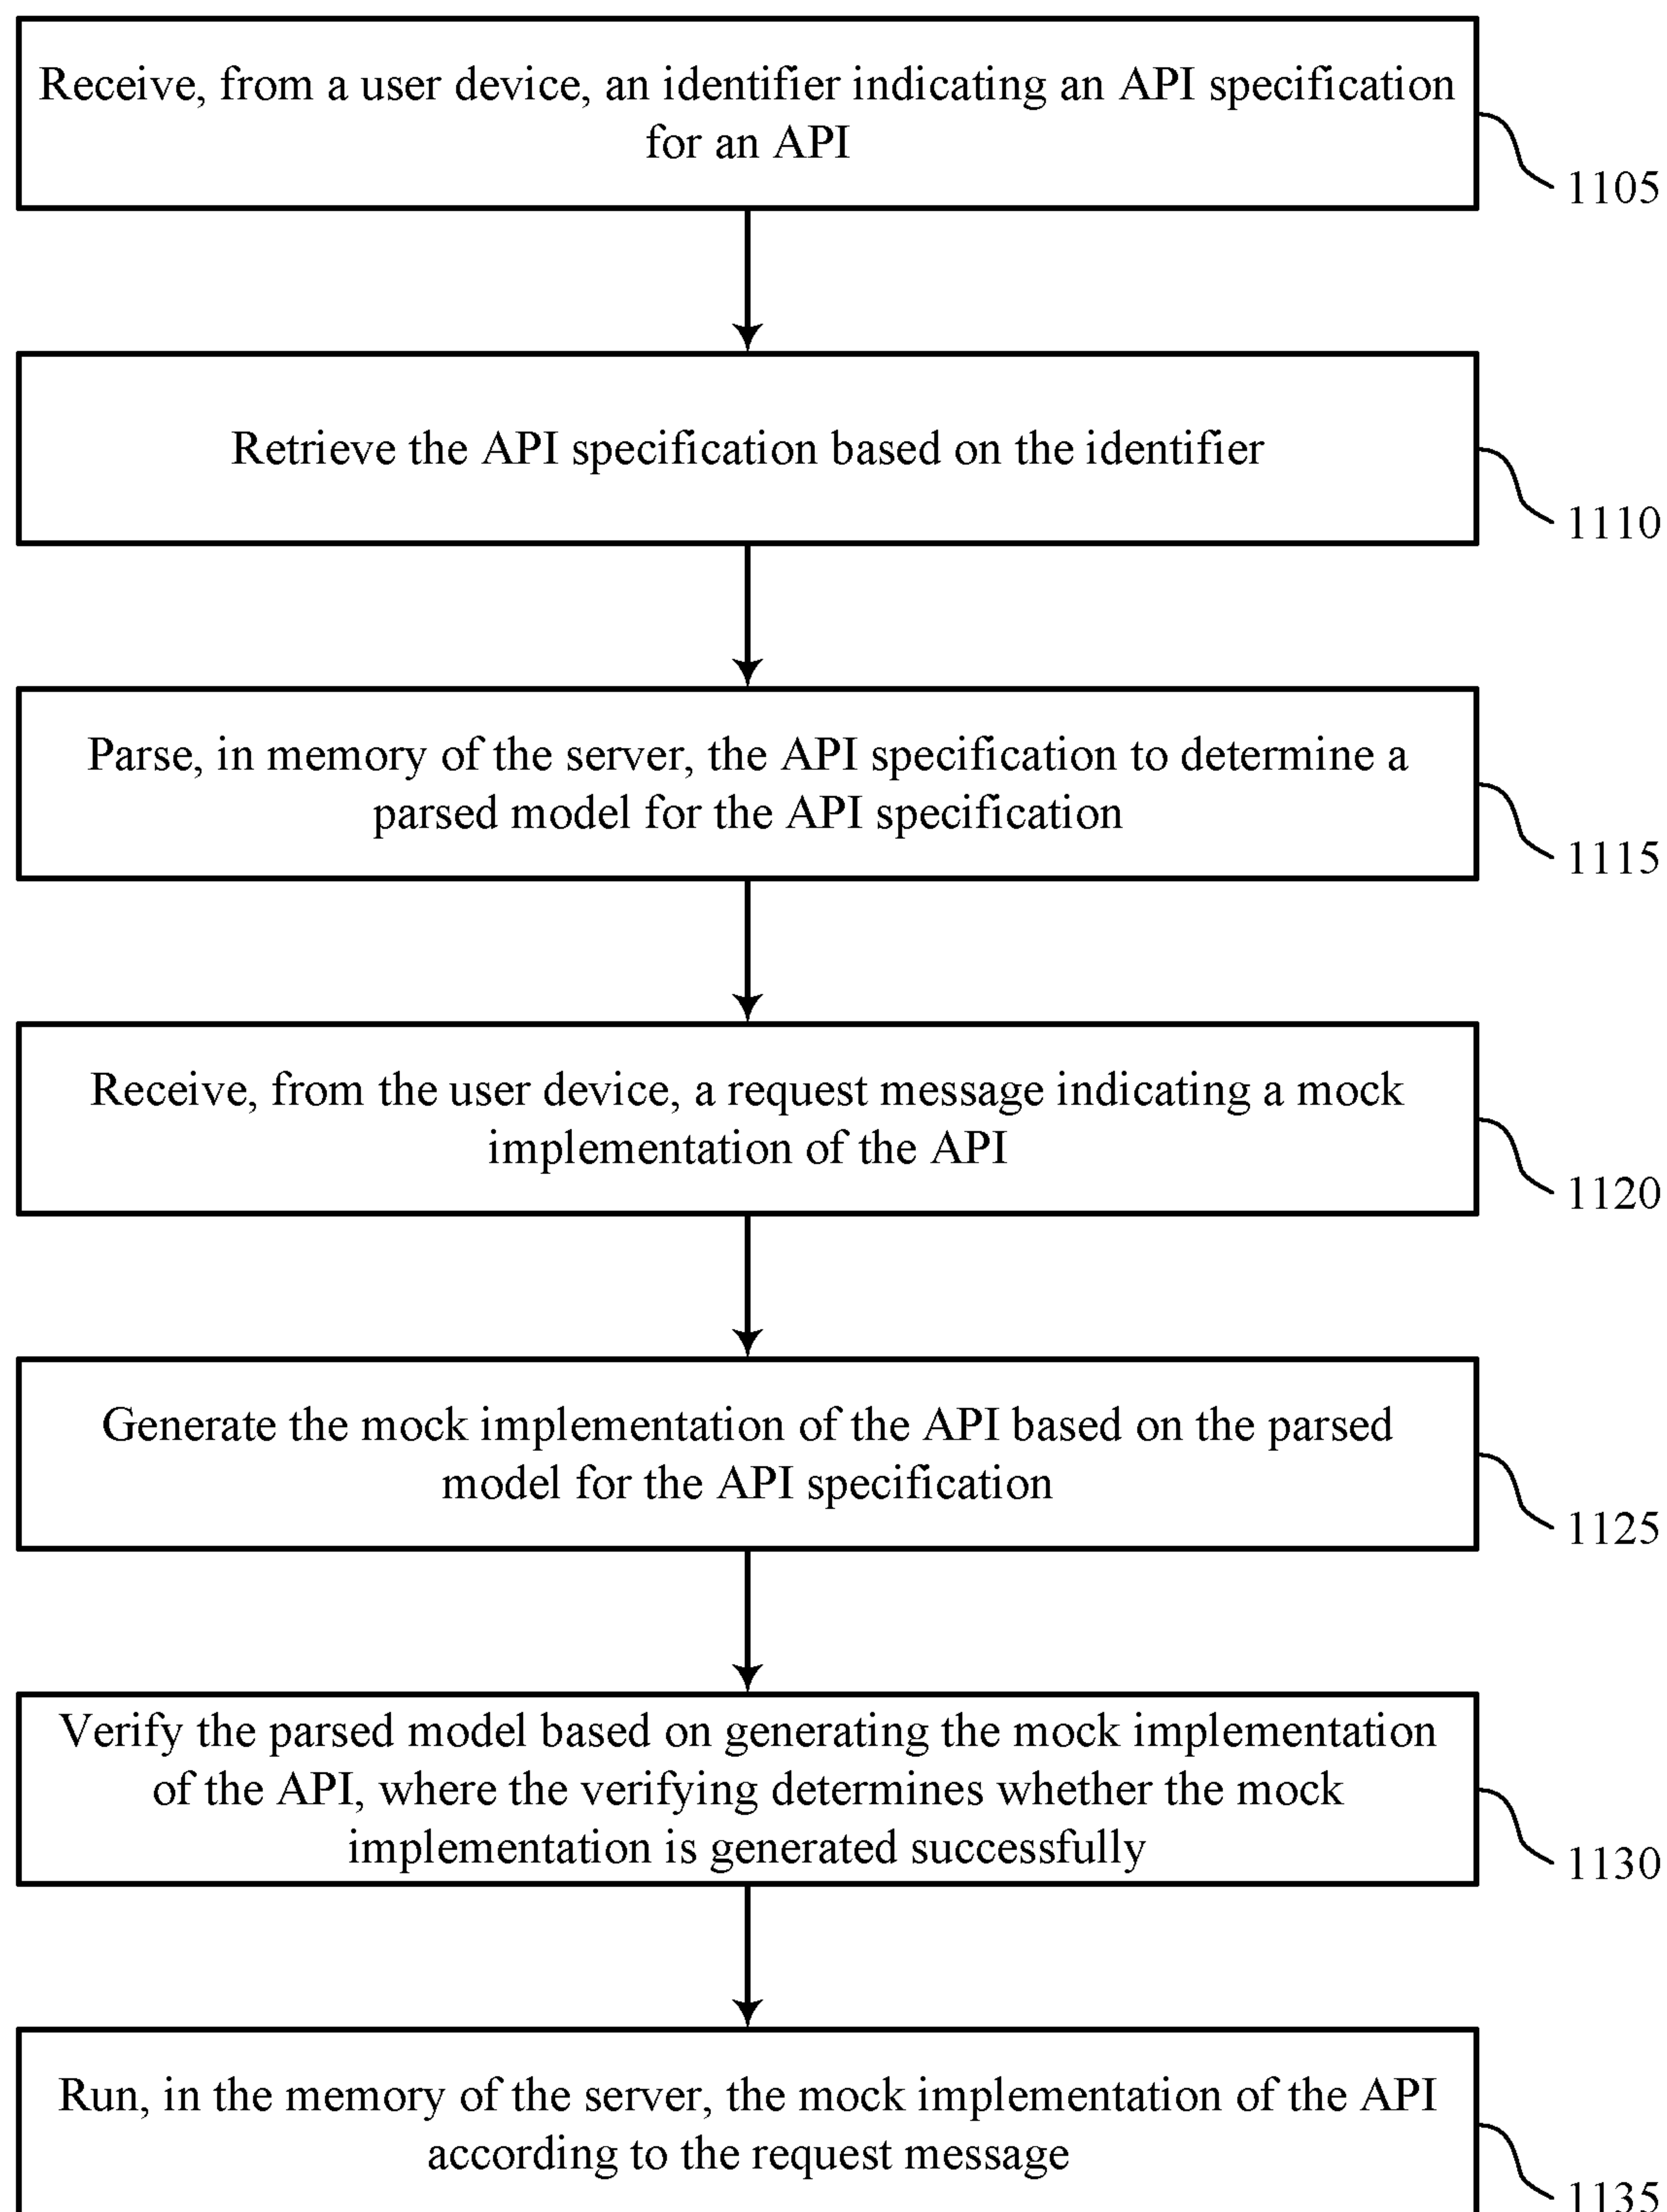 Receive, from a user device, an identifier indicating an API specification
for an API
1105
Retrieve the API specification based on the identifier
1110
Parse, in memory of the server, the API specification to determine a
parsed model for the API specification
1115
Receive, from the user device, a request message indicating a mock
implementation of the API
1120
Generate the mock implementation of the API based on the parsed
model for the API specification
1125
Verify the parsed model based on generating the mock implementation
of the API, where the verifying determines whether the mock
implementation is generated successfully
1130
Run, in the memory of the server, the mock implementation of the API
according to the request message
1135